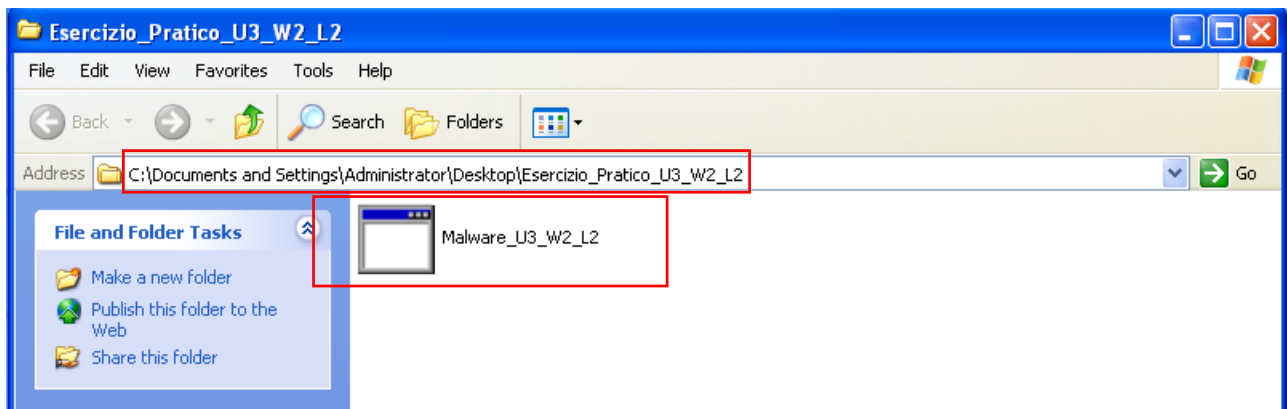 Esercizio_Pratico_U3_W2_L2
File Edit View Favorites Tools Help
Back Search Folders
Address C:\Documents and Settings\Administrator\Desktop\Esercizio_Pratico_U3_W2_L2 Go
File and Folder Tasks
Make a new folder
Publish this folder to the
Web
Share this folder
Malware_U3_W2_L2